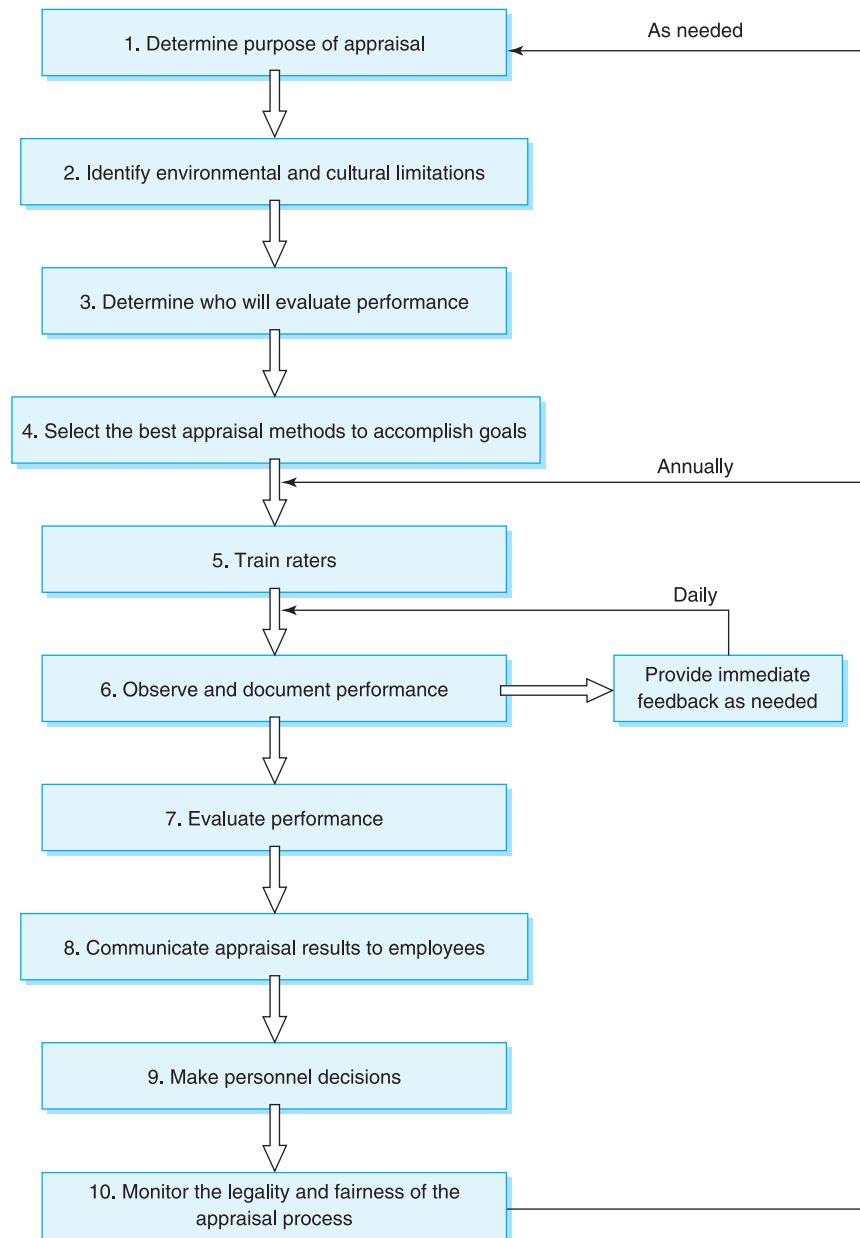 1. Determine purpose of appraisal
As needed
2. Identify environmental and cultural limitations
3. Determine who will evaluate performance
4. Select the best appraisal methods to accomplish goals
Annually
5. Train raters
Daily
6. Observe and document performance
Provide immediate
feedback as needed
7. Evaluate performance
8. Communicate appraisal results to employees
9. Make personnel decisions
10. Monitor the legality and fairness of the
appraisal process